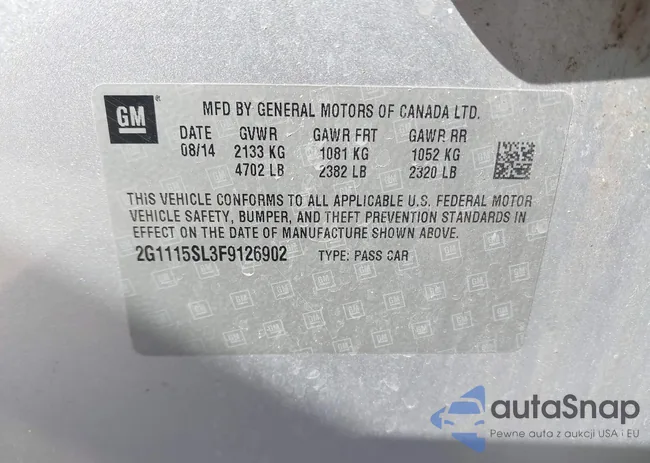 GM
MFD BY GENERAL MOTORS OF CANADA LTD.
DATE GVWR GAWR FRT GAWR RR
08/14 2133 KG 1081 KG 1052 KG
4702 LB 2382 LB 2320 LB
THIS VEHICLE CONFORMS TO ALL APPLICABLE U.S. FEDERAL MOTOR
VEHICLE SAFETY, BUMPER, AND THEFT PREVENTION STANDARDS IN
EFFECT ON THE DATE OF MANUFACTURE SHOWN ABOVE.
2G1115SL3F9126902 TYPE: PASS CAR
autoSnap
Pewne auta z aukcji USA i EU